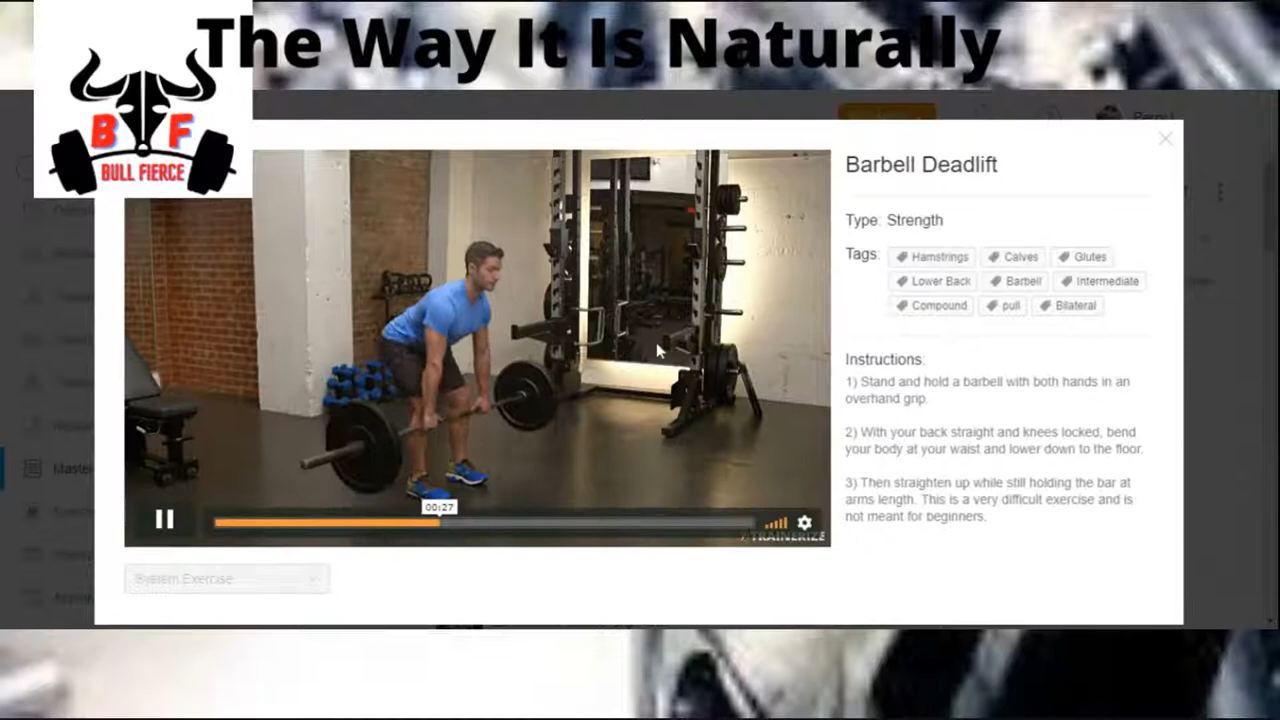 The Way It Is Naturally
B F
BULL FIERCE
Barbell Deadlift
Type: Strength
Tags:
Hamstrings
Calves
Glutes
Lower Back
Barbell
Intermediate
Compound
pull
Bilateral
Instructions:
1) Stand and hold a barbell with both hands in an
overhand grip.
2) With your back straight and knees locked, bend
your body at your waist and lower down to the floor.
3) Then straighten up while still holding the bar at
arms length. This is a very difficult exercise and is
not meant for beginners.
00:27
TRAINERIZE
System Exercise